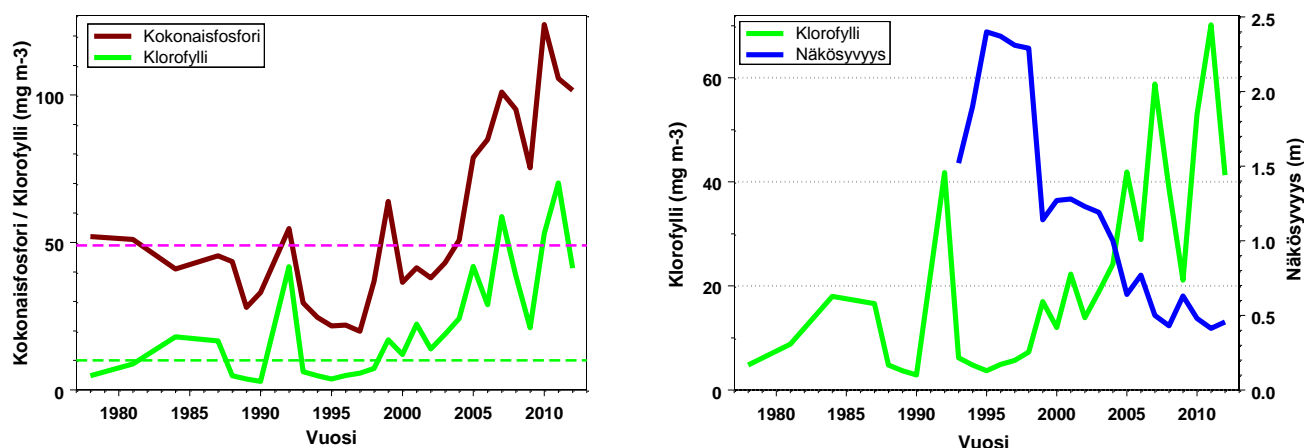 Kokonaisfosfori / Klorofylli (mg m-3)
Kokonaisfosfori
Klorofylli
100
50
0
1980 1985 1990 1995 2000 2005 2010
Vuosi
Klorofylli (mg m-3)
Klorofylli
Näkösyvyys
60
40
20
0
2.5
2.0
1.5
1.0
0.5
0.0
Näkösyvyys (m)
1980 1985 1990 1995 2000 2005 2010
Vuosi